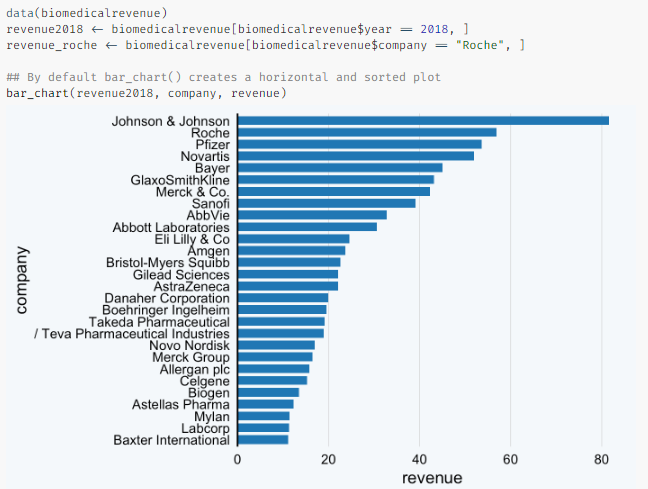 data(biomedicalrevenue)
revenue2018 <- biomedicalrevenue[biomedicalrevenue$year == 2018, ]
revenue_roche <- biomedicalrevenue[biomedicalrevenue$company == "Roche", ]
## By default bar_chart() creates a horizontal and sorted plot
bar_chart(revenue2018, company, revenue)
Johnson & Johnson
Roche
Pfizer
Novartis
Bayer
GlaxoSmithKline
Merck & Co.
Sanofi
AbbVie
Abbott Laboratories
Eli Lilly & Co
Amgen
Bristol-Myers Squibb
Gilead Sciences
AstraZeneca
Danaher Corporation
Boehringer Ingelheim
Takeda Pharmaceutical
/ Teva Pharmaceutical Industries
Novo Nordisk
Merck Group
Allergan plc
Celgene
Biogen
Astellas Pharma
Mylan
Labcorp
Baxter International
company
0 20 40 60 80
revenue